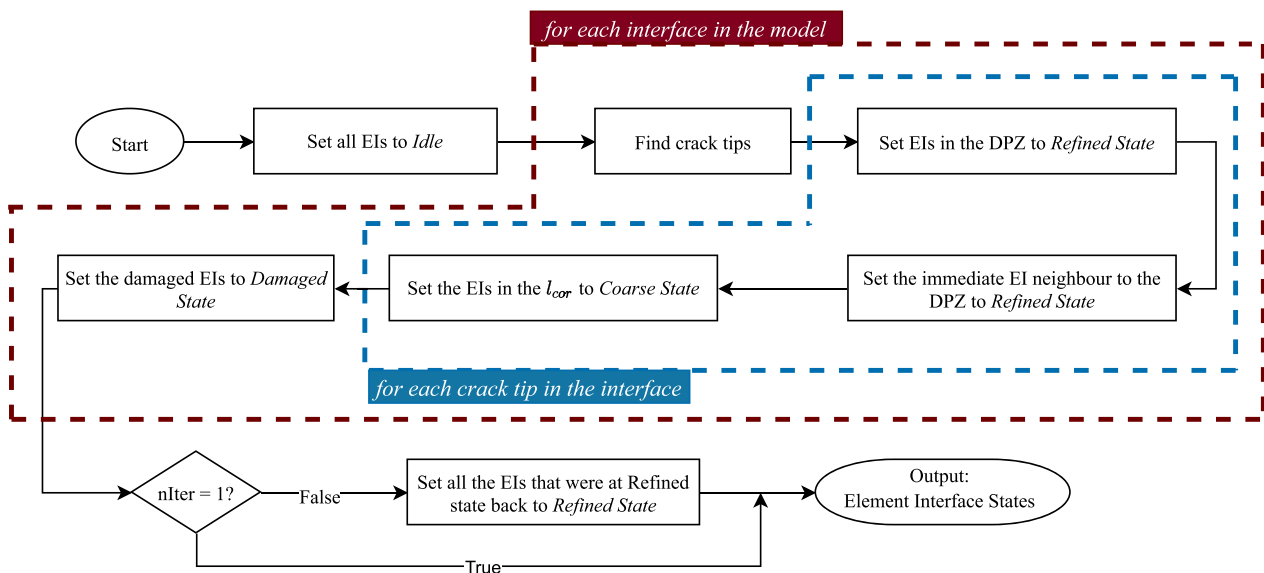 for each interface in the model
Start
Set all EIs to Idle
Find crack tips
Set EIs in the DPZ to Refined State
Set the damaged EIs to Damaged
State
Set the EIs in the l_cor to Coarse State
Set the immediate EI neighbour to the
DPZ to Refined State
for each crack tip in the interface
nIter = 1?
False
Set all the EIs that were at Refined
state back to Refined State
Output:
Element Interface States
True